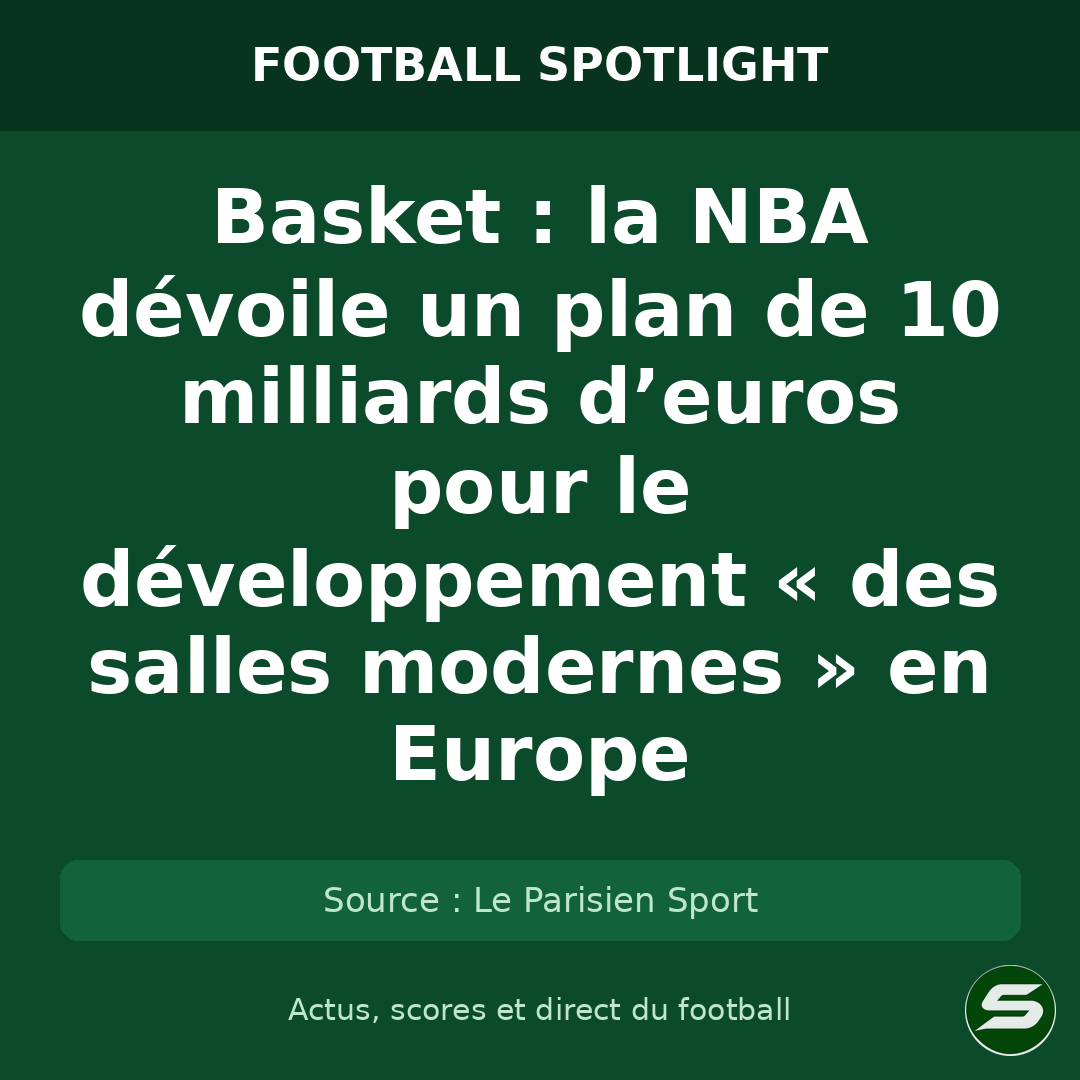 FOOTBALL SPOTLIGHT
Basket : la NBA
dévoile un plan de 10
milliards d’euros
pour le
développement « des
salles modernes » en
Europe
Source : Le Parisien Sport
Actus, scores et direct du football
S